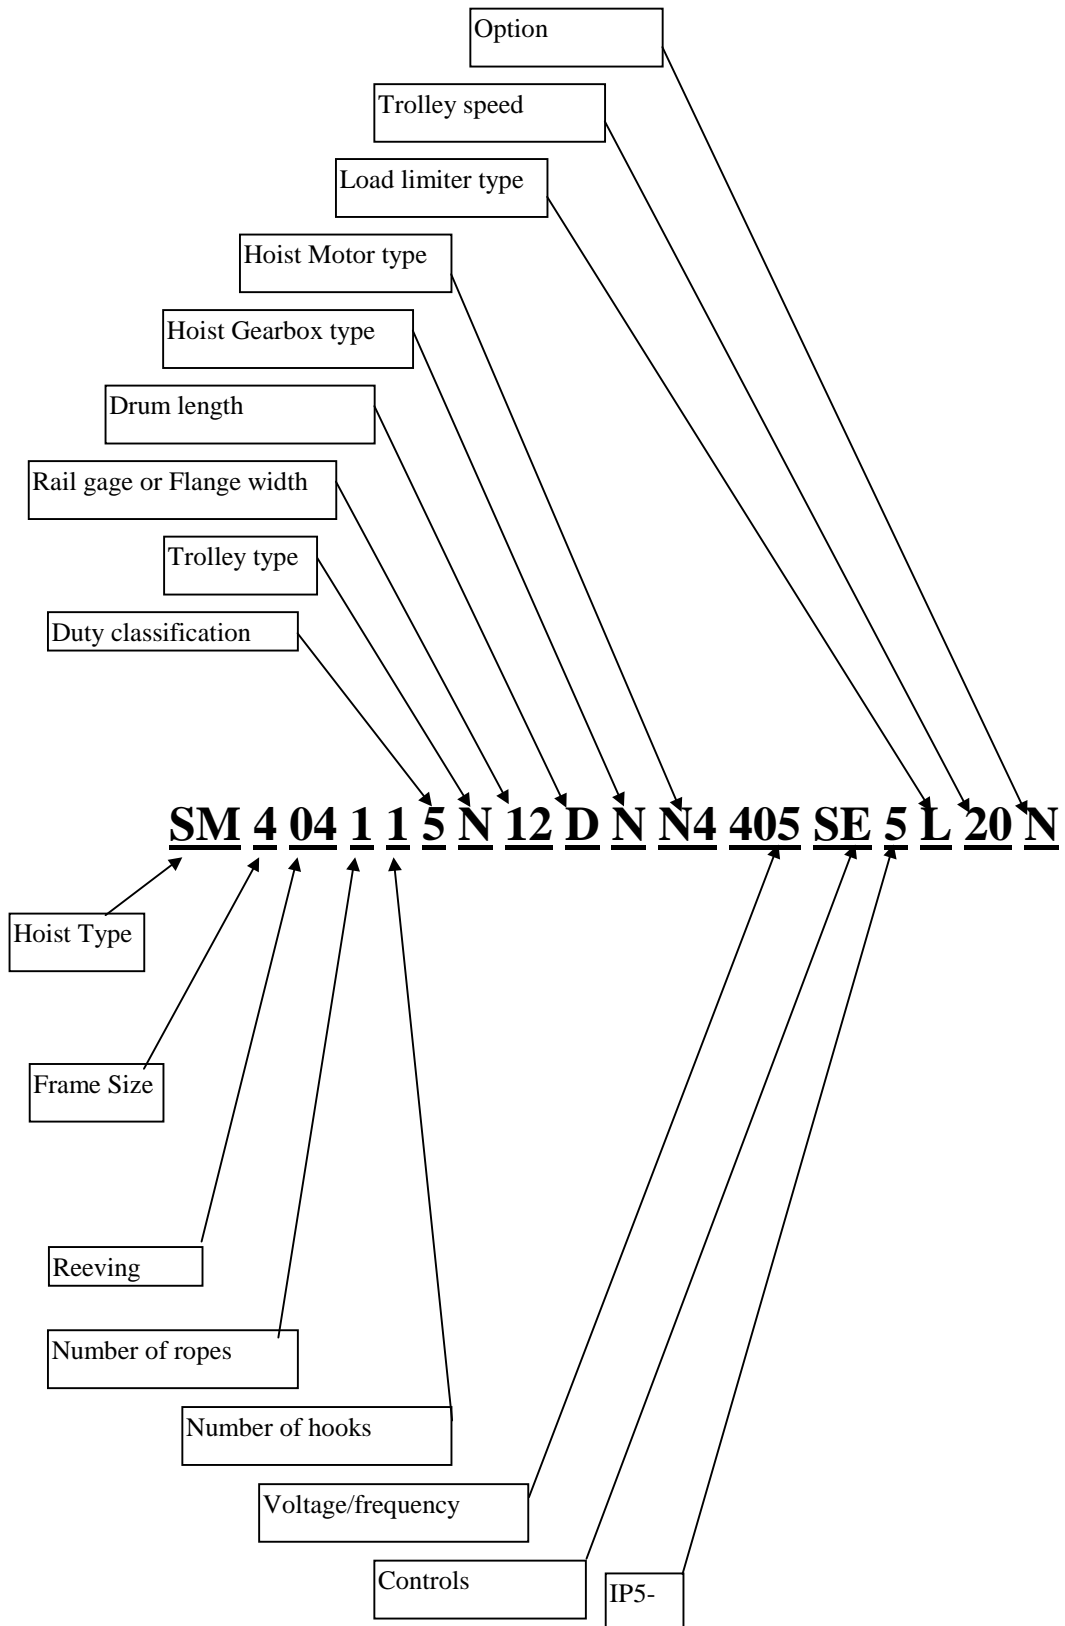 Option
Trolley speed
Load limiter type
Hoist Motor type
Hoist Gearbox type
Drum length
Rail gage or Flange width
Trolley type
Duty classification
SM 4 04 1 1 5 N 12 D N N4 405 SE 5 L 20 N
Hoist Type
Frame Size
Reeving
Number of ropes
Number of hooks
Voltage/frequency
Controls
IP5-